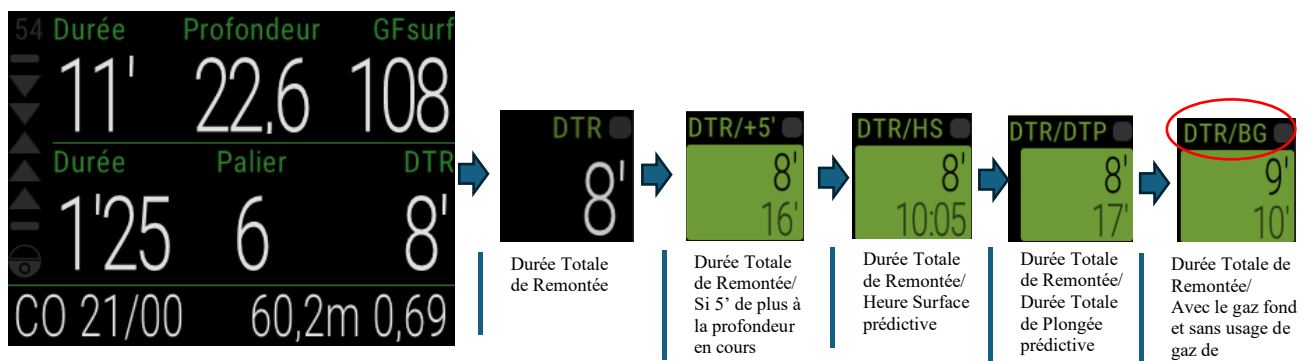 54 Durée Profondeur GFsurf
11' 22,6 108
Durée Palier DTR
1'25 6 8'
CO 21/00 60,2m 0,69
DTR
8'
Durée Totale
de Remontée
DTR/+5'
8'
16'
Durée Totale
de Remontée/
Si 5’ de plus à
la profondeur
en cours
DTR/HS
8'
10:05
Durée Totale
de Remontée/
Heure Surface
prédictive
DTR/DTP
8'
17'
Durée Totale
de Remontée/
Durée Totale
de Plongée
prédictive
DTR/BG
9'
10'
Durée Totale de
Remontée/
Avec le gaz fond
et sans usage de
gaz de